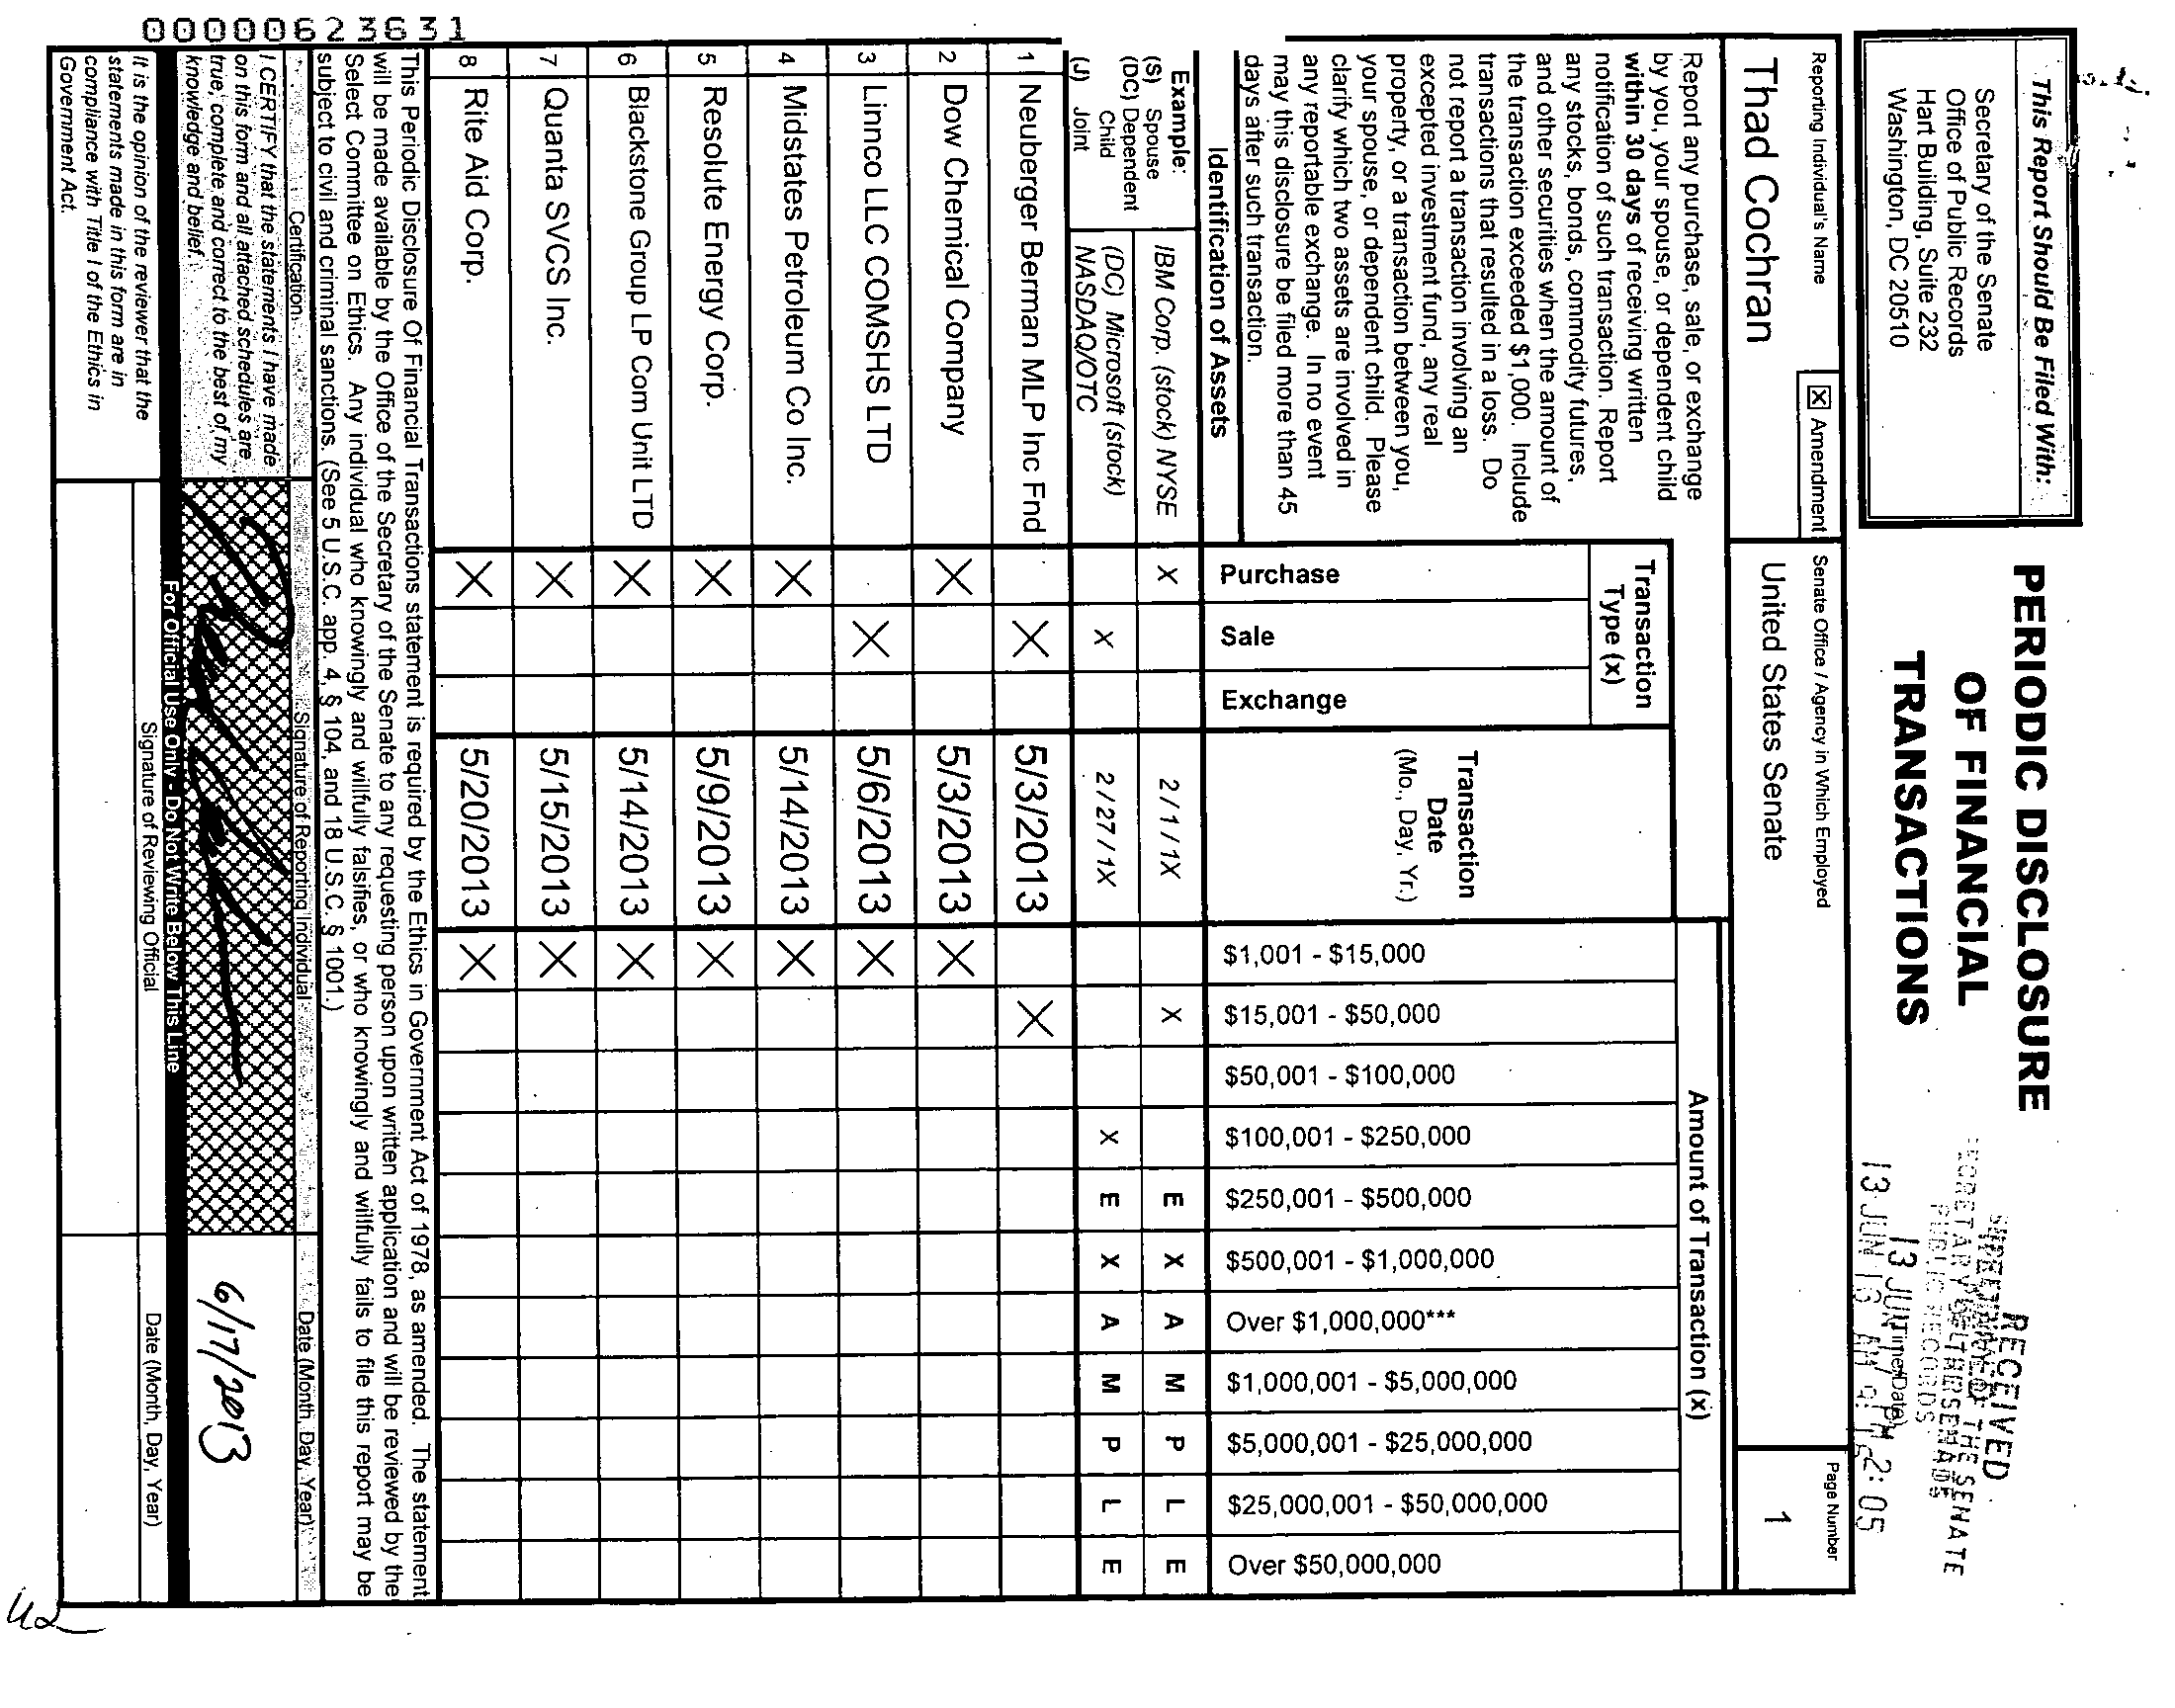 This Report Should Be Filed With:
Secretary of the Senate
Office of Public Records
Hart Building, Suite 232
Washington, DC 20510
PERIODIC DISCLOSURE
OF FINANCIAL
TRANSACTIONS
RECEIVED
13 JUN 16 AM 9:16
Reporting Individual's Name
Thad Cochran
☒ Amendment
Senate Office / Agency in Which Employed
United States Senate
Page Number
1
Report any purchase, sale, or exchange
by you, your spouse, or dependent child
within 30 days of receiving written
notification of such transaction. Report
any stocks, bonds, commodity futures,
and other securities when the amount of
the transaction exceeded $1,000. Include
transactions that resulted in a loss. Do
not report a transaction involving an
excepted investment fund, any real
property, or a transaction between you,
your spouse, or dependent child. Please
clarify which two assets are involved in
any reportable exchange. In no event
may this disclosure be filed more than 45
days after such transaction.
Identification of Assets
Transaction
Type (x)
Purchase
Sale
Exchange
Transaction
Date
(Mo., Day, Yr.)
Amount of Transaction (x)
$1,001 - $15,000
$15,001 - $50,000
$50,001 - $100,000
$100,001 - $250,000
$250,001 - $500,000
$500,001 - $1,000,000
Over $1,000,000***
$1,000,001 - $5,000,000
$5,000,001 - $25,000,000
$25,000,001 - $50,000,000
Over $50,000,000
Example:
(S) Spouse
(DC) Dependent
Child
(J) Joint
IBM Corp. (stock) NYSE X 2 / 1 / 1X X E X A M P L E
(DC) Microsoft (stock)
NASDAQ/OTC X 2 / 27 / 1X X E X A M P L E
1 Neuberger Berman MLP Inc Fnd X 5/3/2013 X
2 Dow Chemical Company X 5/3/2013 X
3 Linnco LLC COMSHS LTD X 5/6/2013 X
4 Midstates Petroleum Co Inc. X 5/14/2013 X
5 Resolute Energy Corp. X 5/9/2013 X
6 Blackstone Group LP Com Unit LTD X 5/14/2013 X
7 Quanta SVCS Inc. X 5/15/2013 X
8 Rite Aid Corp. X 5/20/2013 X
This Periodic Disclosure Of Financial Transactions statement is required by the Ethics in Government Act of 1978, as amended. The statement
will be made available by the Office of the Secretary of the Senate to any requesting person upon written application and will be reviewed by the
Select Committee on Ethics. Any individual who knowingly and willfully falsifies, or who knowingly and willfully fails to file this report may be
subject to civil and criminal sanctions. (See 5 U.S.C. app. 4, § 104, and 18 U.S.C. § 1001.)
Certification
Signature of Reporting Individual
Date (Month, Day, Year)
I CERTIFY that the statements I have made
on this form and all attached schedules are
true, complete and correct to the best of my
knowledge and belief.
6/17/2013
For Official Use Only - Do Not Write Below This Line
It is the opinion of the reviewer that the
statements made in this form are in
compliance with Title I of the Ethics in
Government Act.
Signature of Reviewing Official
Date (Month, Day, Year)
00000623631